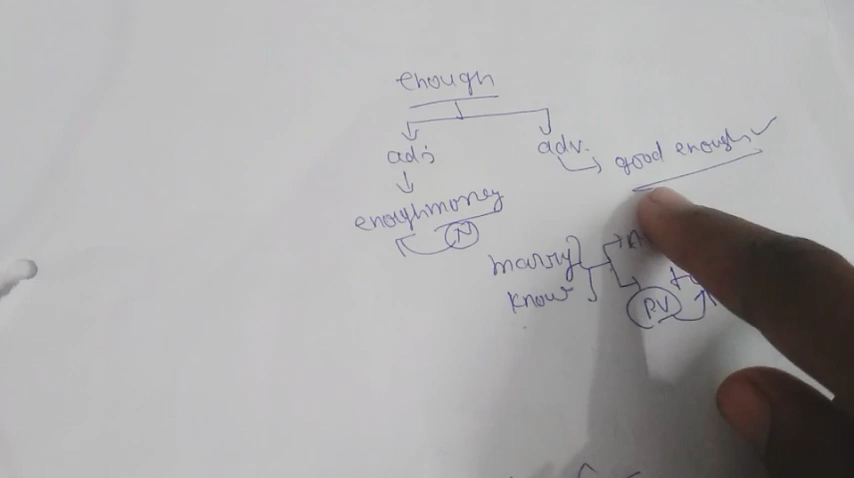 enough
adj
adv.
good enough ✓
enough money
N
marry
know
PV